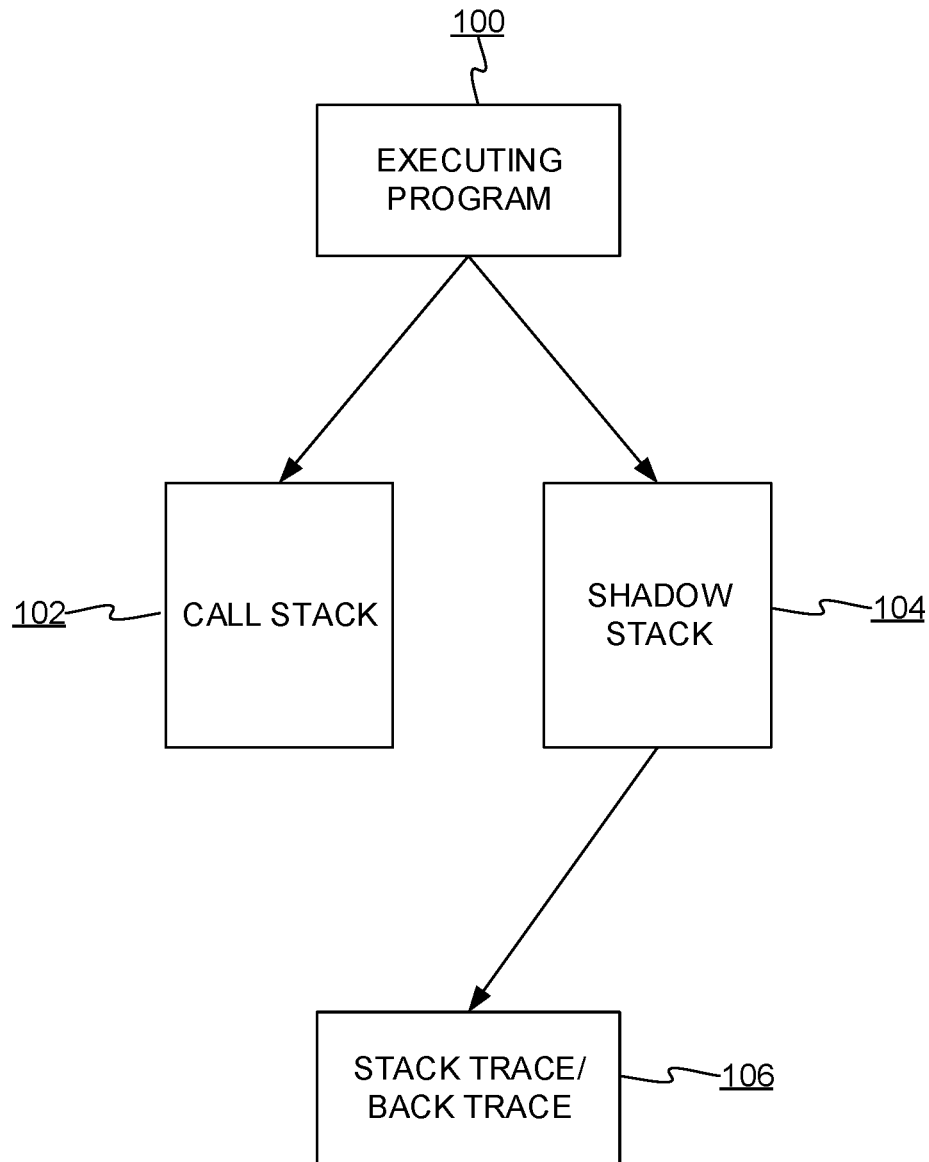 100
EXECUTING
PROGRAM
102
CALL STACK
SHADOW
STACK
104
STACK TRACE/
BACK TRACE
106